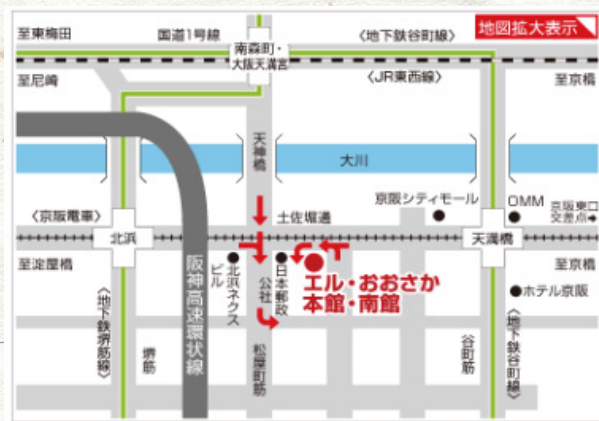 地図拡大表示
至東梅田
国道1号線
〈地下鉄谷町線〉
南森町・
大阪天満宮
至尼崎
〈JR東西線〉
至京橋
天神橋
大川
京阪シティモール
OMM
京阪東口
交差点
〈京阪電車〉
土佐堀通
北浜
天満橋
至淀屋橋
至京橋
エル・おおさか
本館・南館
日本郵政
公社
北浜ネクス
ビル
阪神高速環状線
ホテル京阪
〈地下鉄堺筋線〉
堺筋
松屋町筋
谷町筋
〈地下鉄谷町線〉